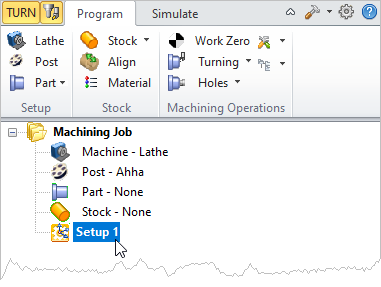 TURN Program Simulate
Lathe Stock Work Zero
Post Align Turning
Part Material Holes
Setup Stock Machining Operations
Machining Job
Machine - Lathe
Post - Ahha
Part - None
Stock - None
Setup 1